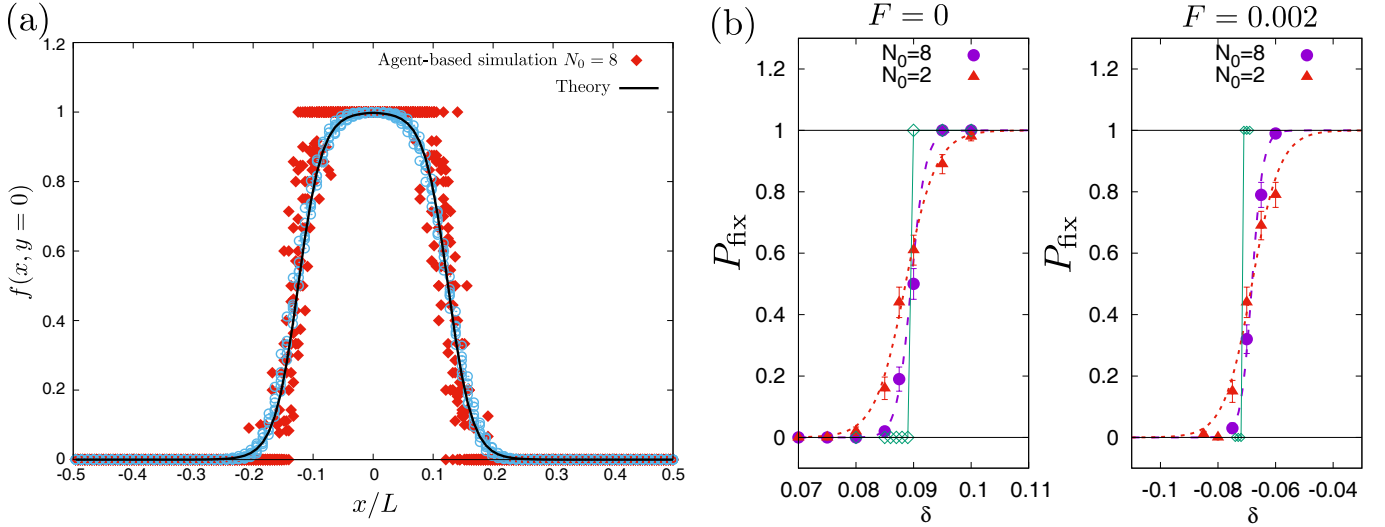 (a)
1.2
1
0.8
0.6
0.4
0.2
0
f(x, y = 0)
Agent-based simulation N₀ = 8
Theory
-0.5 -0.4 -0.3 -0.2 -0.1 0 0.1 0.2 0.3 0.4 0.5
x/L
(b)
F = 0
N₀=8
N₀=2
1.2
1
0.8
0.6
0.4
0.2
0
P_fix
0.07 0.08 0.09 0.10 0.11
δ
F = 0.002
N₀=8
N₀=2
1.2
1
0.8
0.6
0.4
0.2
0
P_fix
-0.1 -0.08 -0.06 -0.04
δ